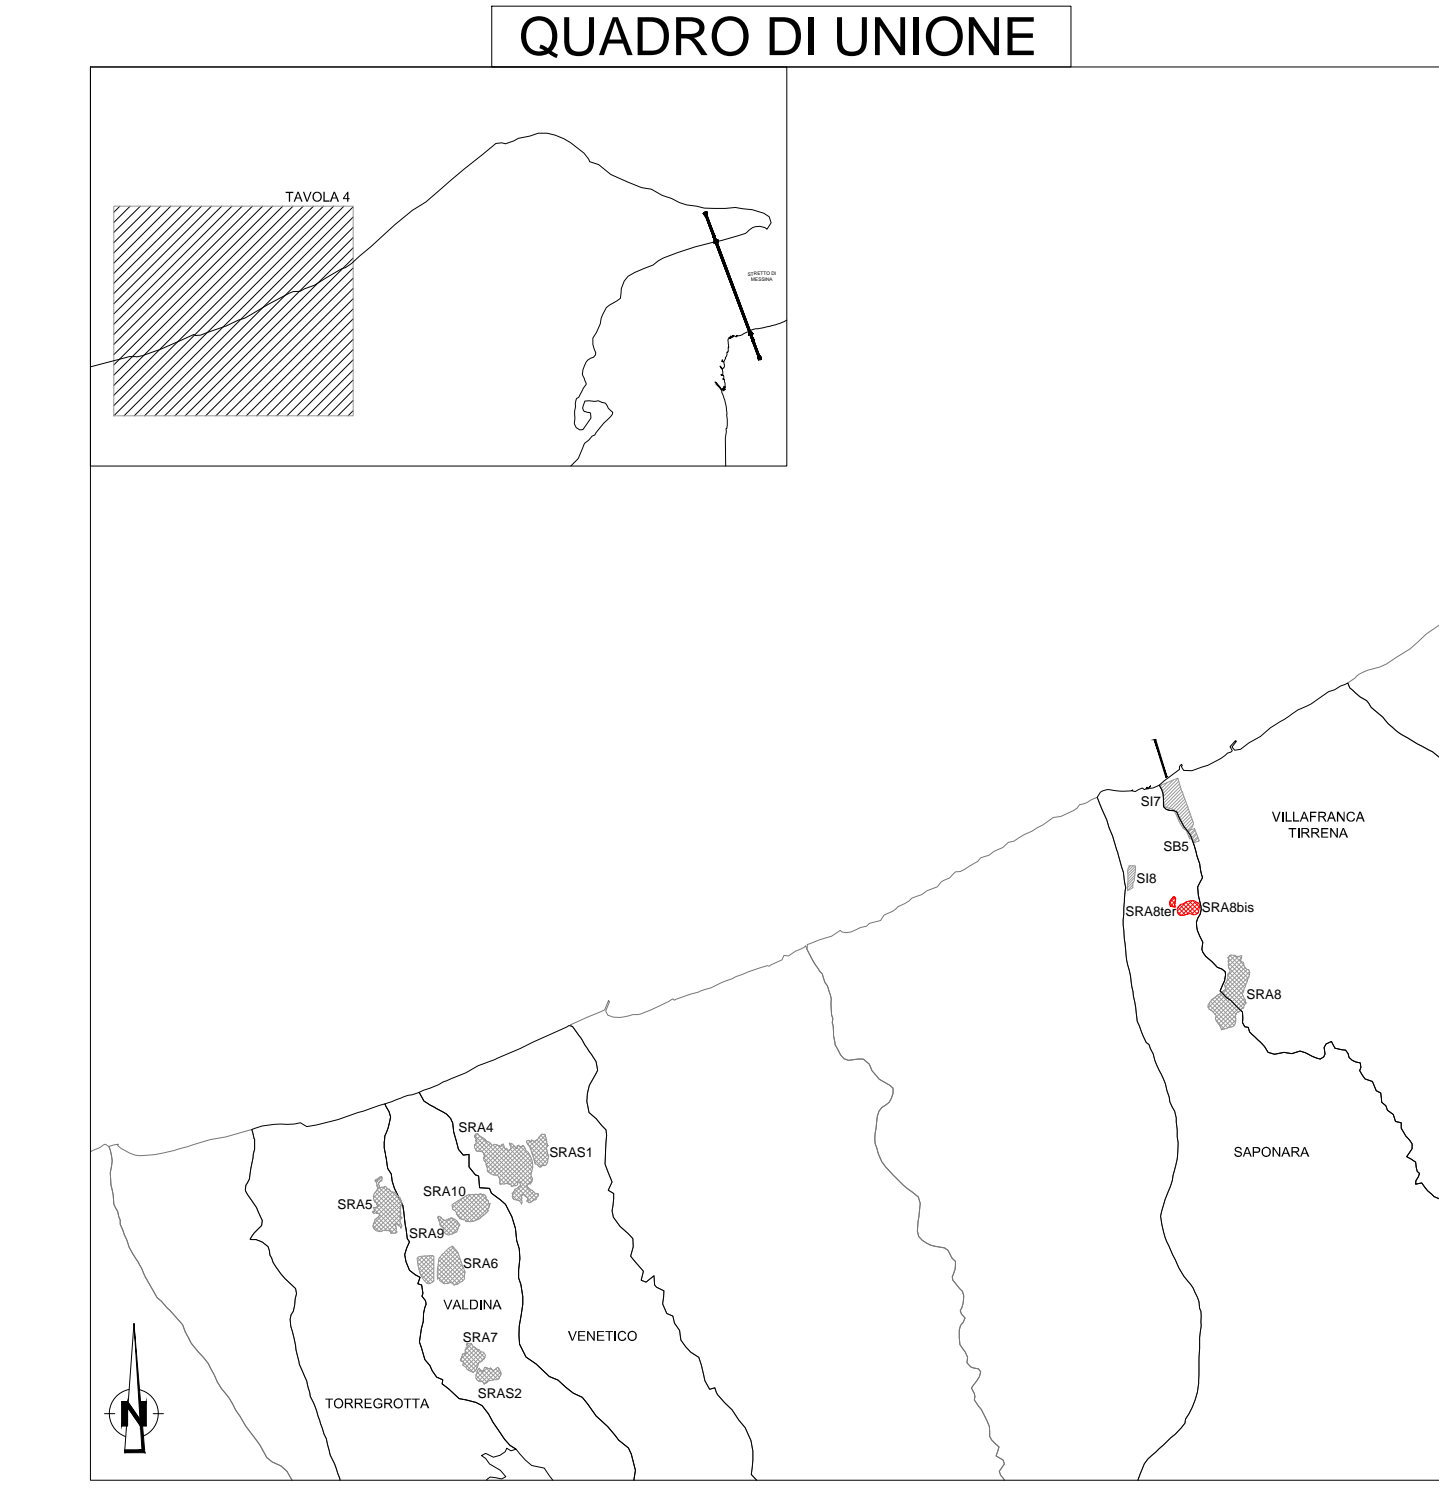 QUADRO DI UNIONE
TAVOLA 4
STRETTO DI
MESSINA
SI7
VILLAFRANCA
TIRRENA
SB5
SI8
SRA8ter
SRA8bis
SRA8
SRA4
SRAS1
SAPONARA
SRA10
SRA5
SRA9
SRA6
VALDINA
VENETICO
SRA7
SRAS2
TORREGROTTA
N